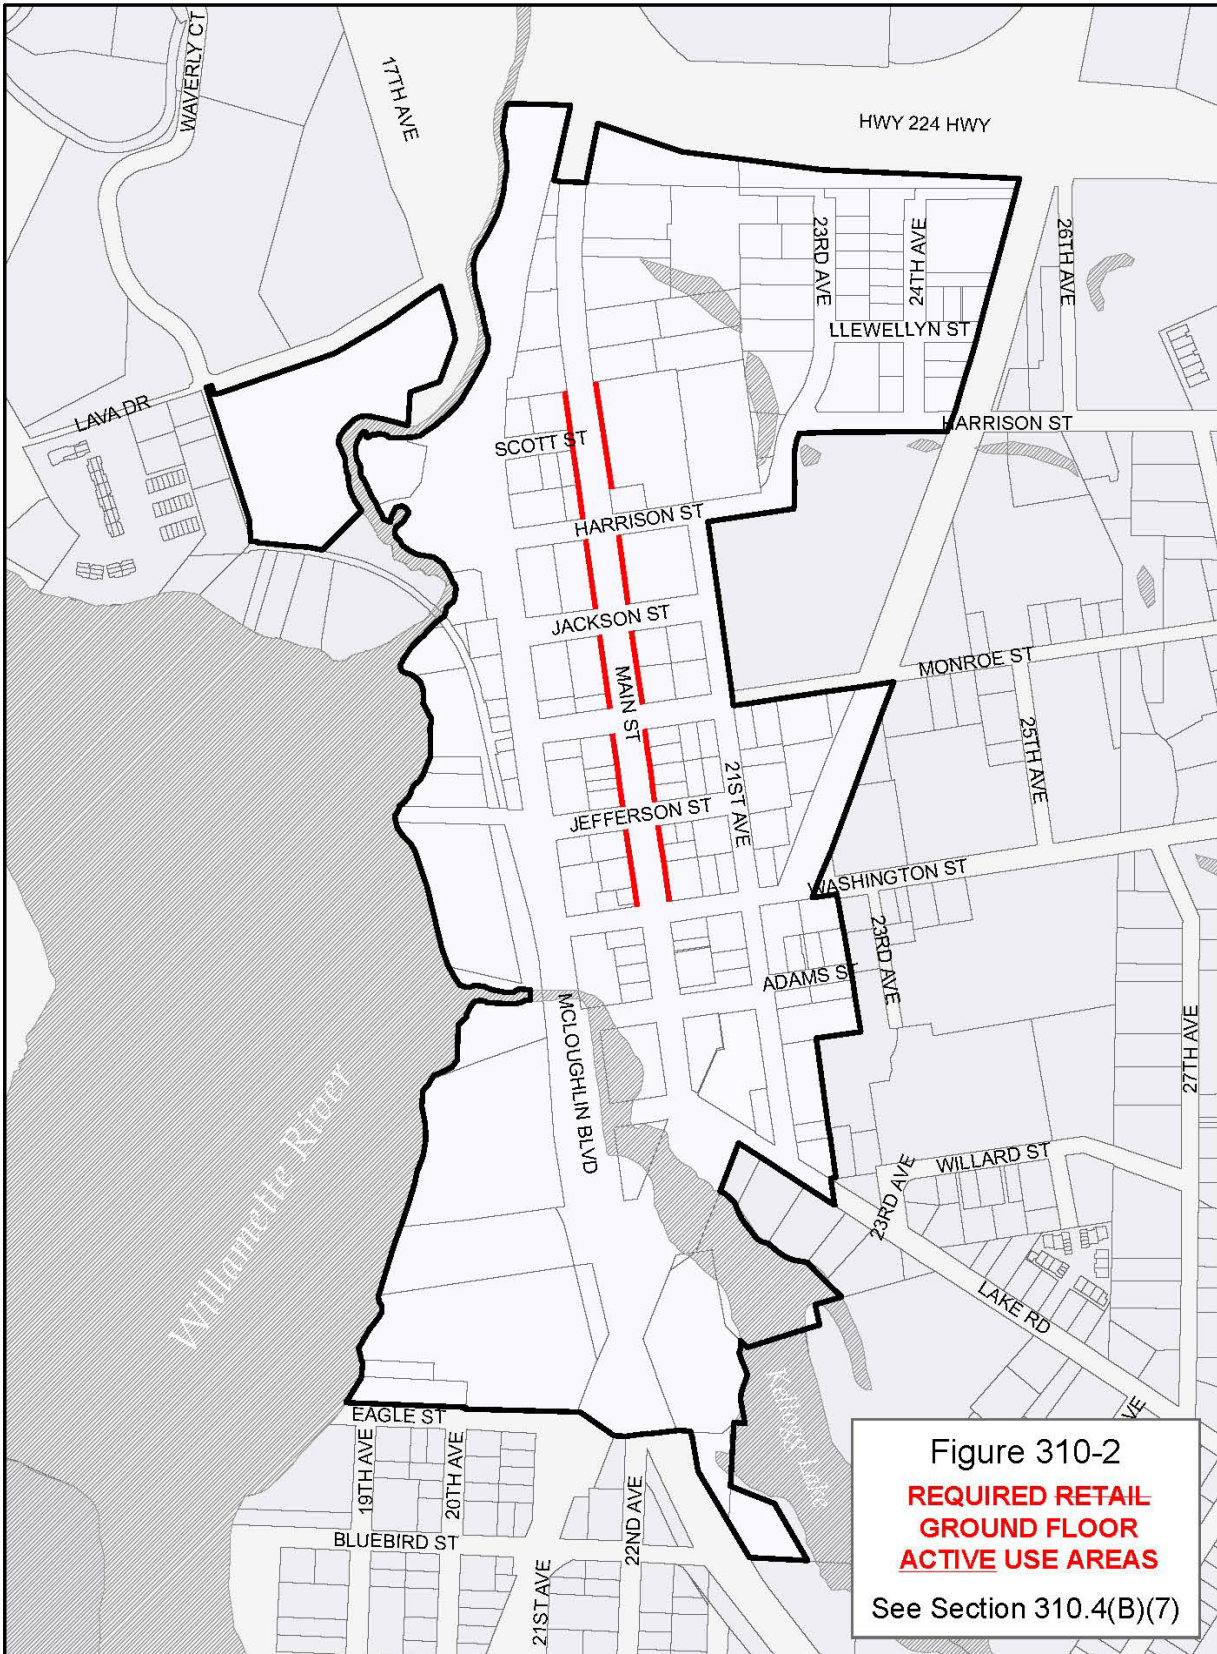 WAVERLY CT
17TH AVE
HWY 224 HWY
23RD AVE
24TH AVE
26TH AVE
LLEWELLYN ST
LAVA DR
HARRISON ST
SCOTT ST
HARRISON ST
JACKSON ST
MONROE ST
MAIN ST
25TH AVE
21ST AVE
JEFFERSON ST
WASHINGTON ST
23RD AVE
ADAMS ST
MCLOUGHLIN BLVD
27TH AVE
Willamette River
WILLARD ST
23RD AVE
LAKE RD
Kellogg Lake
VE
EAGLE ST
19TH AVE
20TH AVE
22ND AVE
BLUEBIRD ST
21ST AVE
Figure 310-2
REQUIRED RETAIL
GROUND FLOOR
ACTIVE USE AREAS
See Section 310.4(B)(7)